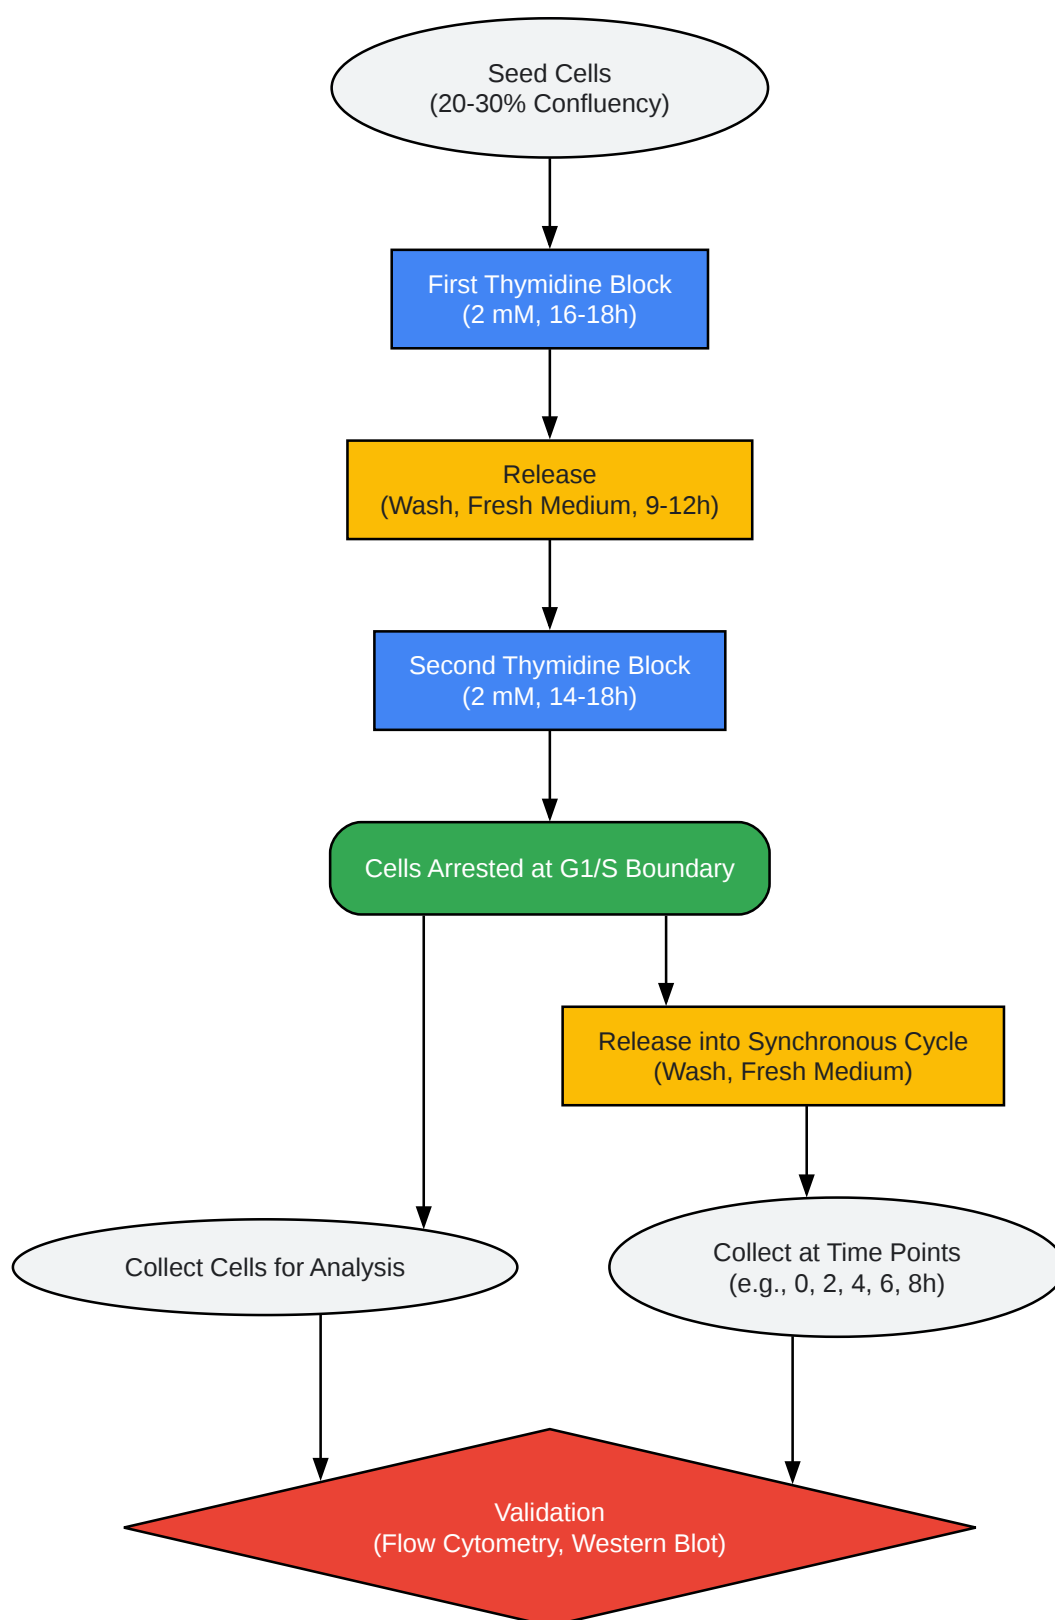 Seed Cells
(20-30% Confluency)
First Thymidine Block
(2 mM, 16-18h)
Release
(Wash, Fresh Medium, 9-12h)
Second Thymidine Block
(2 mM, 14-18h)
Cells Arrested at G1/S Boundary
Release into Synchronous Cycle
(Wash, Fresh Medium)
Collect Cells for Analysis
Collect at Time Points
(e.g., 0, 2, 4, 6, 8h)
Validation
(Flow Cytometry, Western Blot)